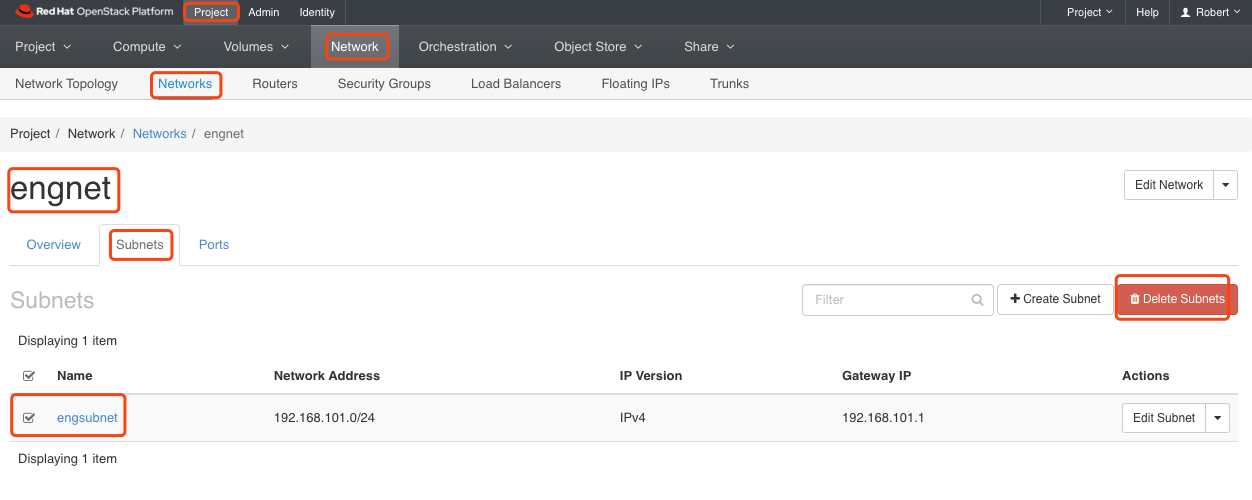 Red Hat OpenStack Platform Project Admin Identity Project Help Robert
Project Compute Volumes Network Orchestration Object Store Share
Network Topology Networks Routers Security Groups Load Balancers Floating IPs Trunks
Project / Network / Networks / engnet
engnet
Edit Network
Overview Subnets Ports
Subnets
Filter
+ Create Subnet
Delete Subnets
Displaying 1 item
Name Network Address IP Version Gateway IP Actions
engsubnet 192.168.101.0/24 IPv4 192.168.101.1 Edit Subnet
Displaying 1 item